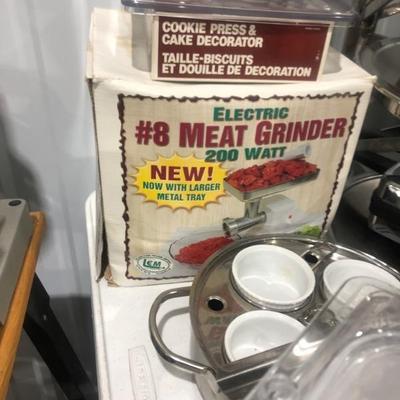 COOKIE PRESS &
CAKE DECORATOR
TAILLE-BISCUITS
ET DOUILLE DE DECORATION
ELECTRIC
#8 MEAT GRINDER
200 WATT
NEW!
NOW WITH LARGER
METAL TRAY
LEM